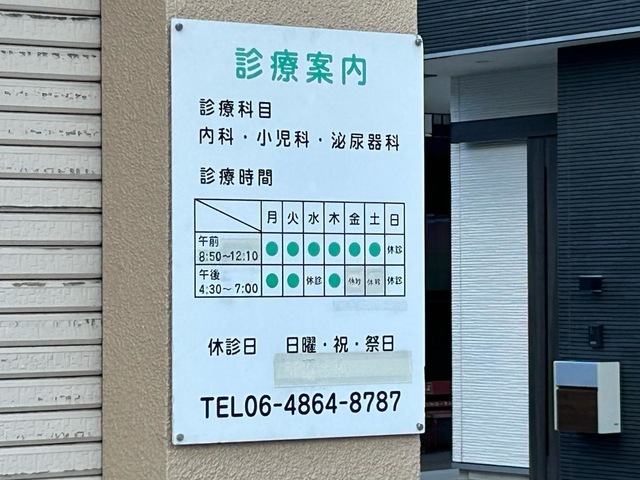 診療案内
診療科目
内科・小児科・泌尿器科
診療時間
月 火 水 木 金 土 日
午前
8:50～12:10 ● ● ● ● ● ● 休診
午後
4:30～7:00 ● ● 休診 ● 休診 休診 休診
休診日 日曜・祝・祭日
TEL06-4864-8787